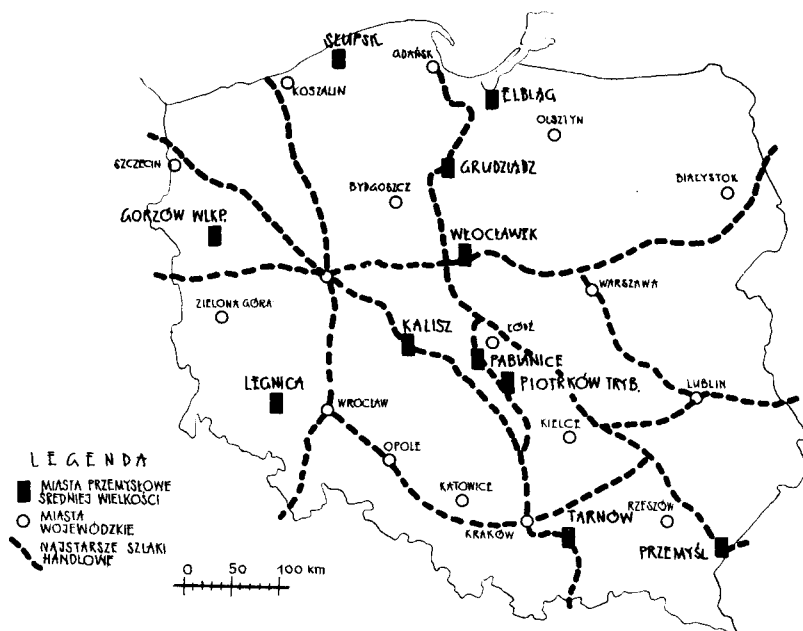 SŁUPSK
GDAŃSK
KOSZALIN
ELBLĄG
OLSZTYN
SZCZECIN
GRUDZIĄDZ
BYDGOSZCZ
BIAŁYSTOK
GORZÓW WLKP.
WŁOCŁAWEK
WARSZAWA
ZIELONA GÓRA
KALISZ
ŁÓDŹ
PABIANICE
PIOTRKÓW TRYB.
LEGNICA
LUBLIN
WROCŁAW
KIELCE
OPOLE
KATOWICE
RZESZÓW
KRAKÓW
TARNÓW
PRZEMYŚL
LEGENDA
MIASTA PRZEMYSŁOWE
ŚREDNIEJ WIELKOŚCI
MIASTA
WOJEWÓDZKIE
NAJSTARSZE SZLAKI
HANDLOWE
0 50 100 km